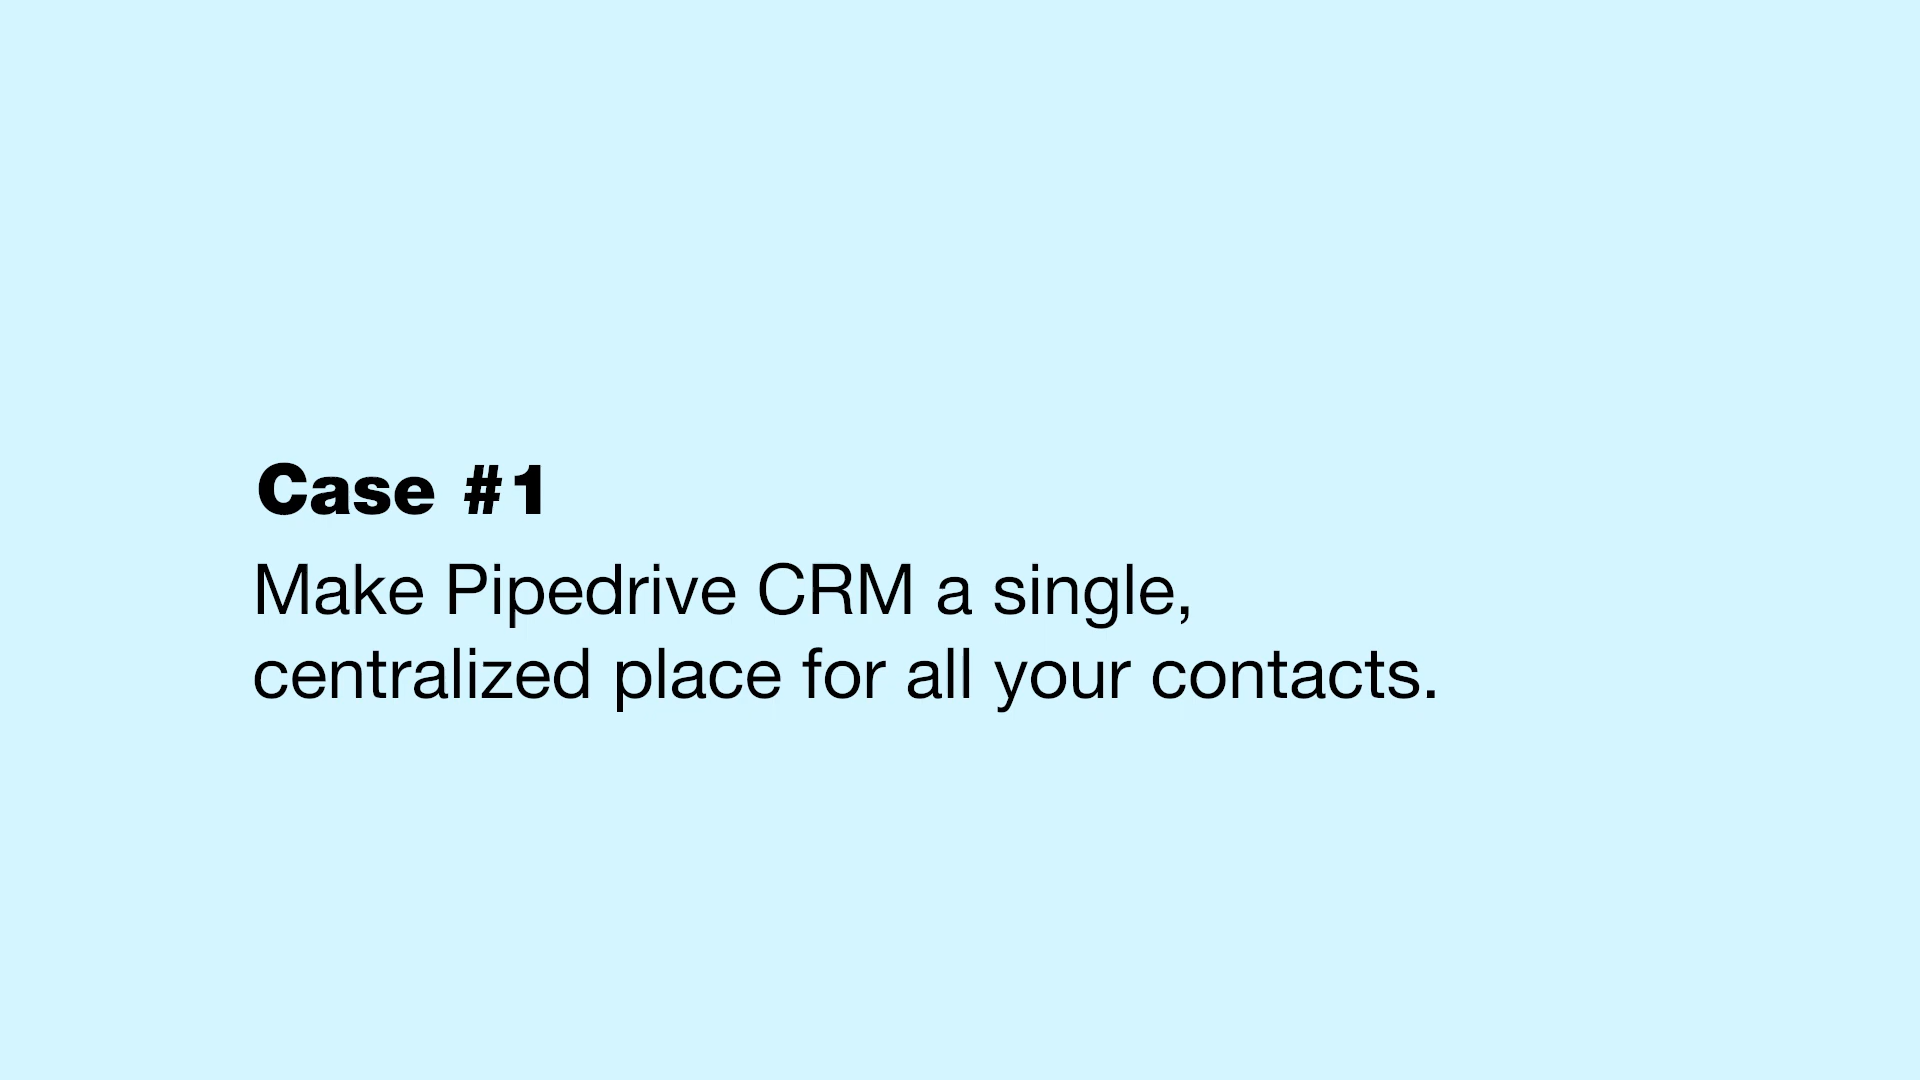 Case #1
Make Pipedrive CRM a single,
centralized place for all your contacts.